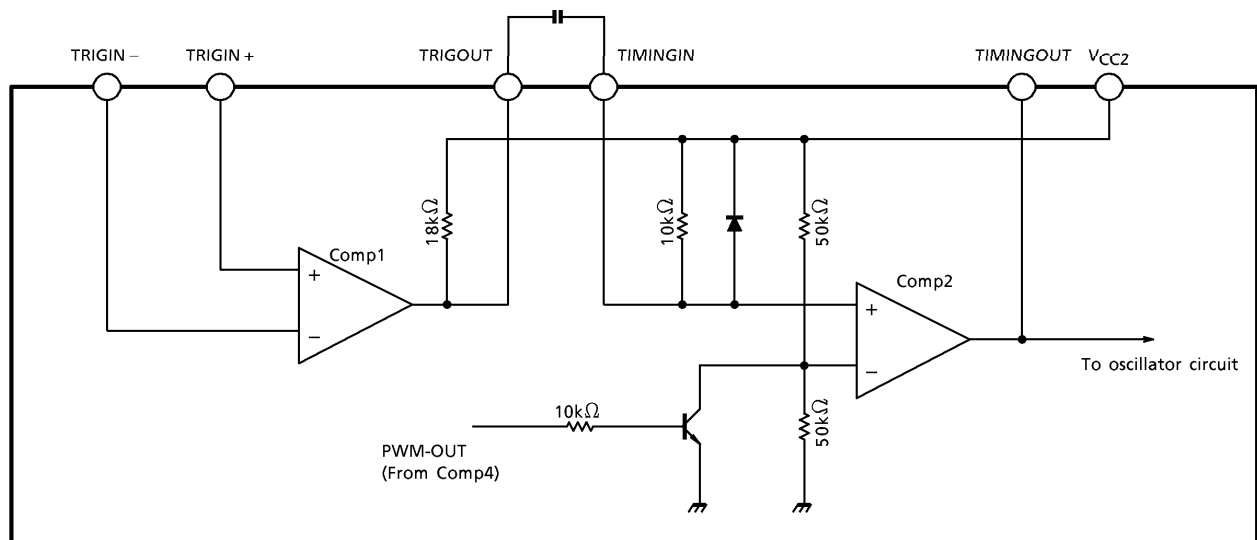 TRIGIN −
TRIGIN +
TRIGOUT
TIMINGIN
TIMINGOUT
VCC2
18kΩ
10kΩ
50kΩ
Comp1
+
−
Comp2
+
−
To oscillator circuit
10kΩ
50kΩ
PWM-OUT
(From Comp4)